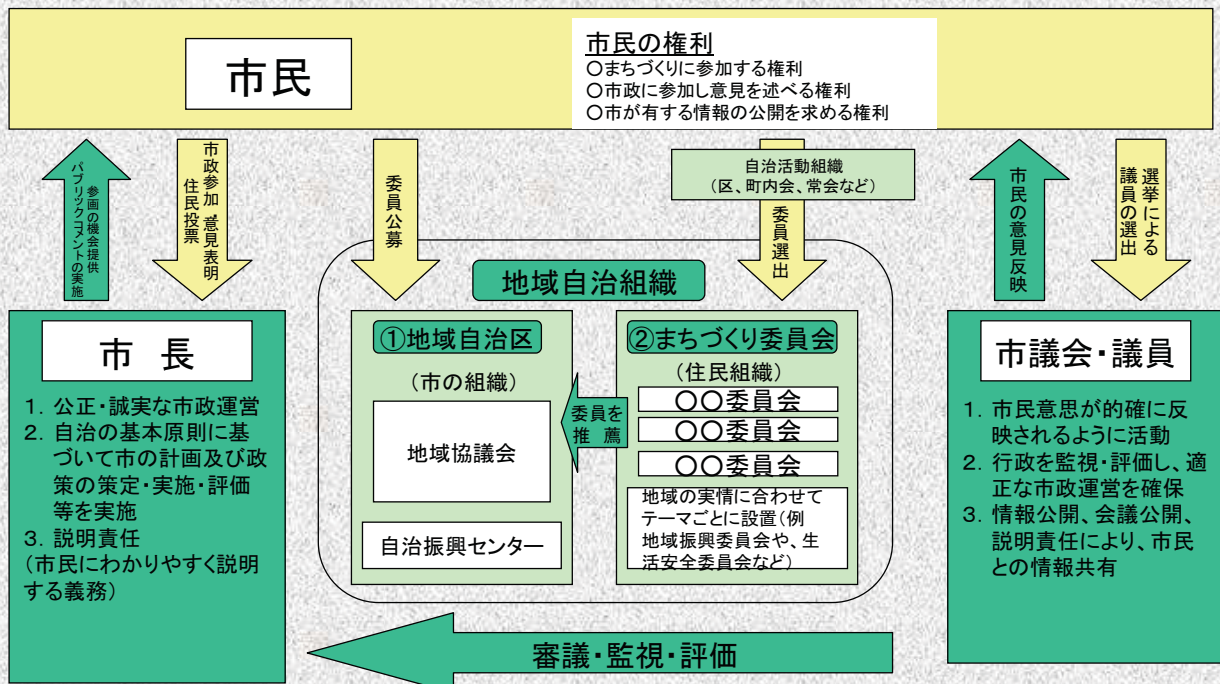 市民
市民の権利
○まちづくりに参加する権利
○市政に参加し意見を述べる権利
○市が有する情報の公開を求める権利
参画の機会提供
パブリックコメントの実施
市政参加・意見表明
住民投票
委員公募
自治活動組織
(区、町内会、常会など)
委員選出
市民の意見反映
選挙による
議員の選出
地域自治組織
市 長
1. 公正・誠実な市政運営
2. 自治の基本原則に基
づいて市の計画及び政
策の策定・実施・評価
等を実施
3. 説明責任
(市民にわかりやすく説明
する義務)
①地域自治区
(市の組織)
地域協議会
自治振興センター
委員を
推 薦
②まちづくり委員会
(住民組織)
〇〇委員会
〇〇委員会
〇〇委員会
地域の実情に合わせて
テーマごとに設置(例
地域振興委員会や、生
活安全委員会など)
市議会・議員
1. 市民意思が的確に反
映されるように活動
2. 行政を監視・評価し、適
正な市政運営を確保
3. 情報公開、会議公開、
説明責任により、市民
との情報共有
審議・監視・評価